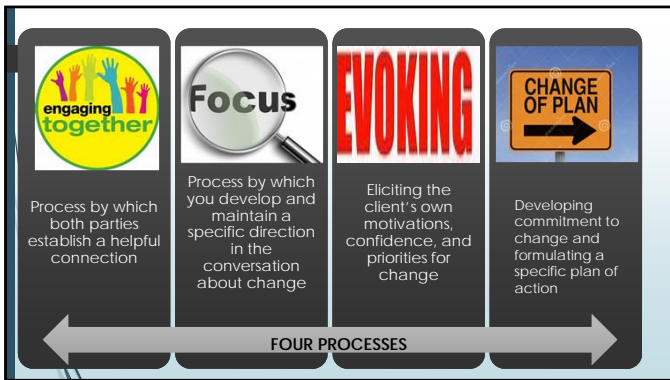 engaging
together
Process by which
both parties
establish a helpful
connection
Focus
Process by which
you develop and
maintain a
specific direction
in the
conversation
about change
EVOKING
Eliciting the
client's own
motivations,
confidence, and
priorities for
change
CHANGE
OF PLAN
Developing
commitment to
change and
formulating a
specific plan of
action
FOUR PROCESSES